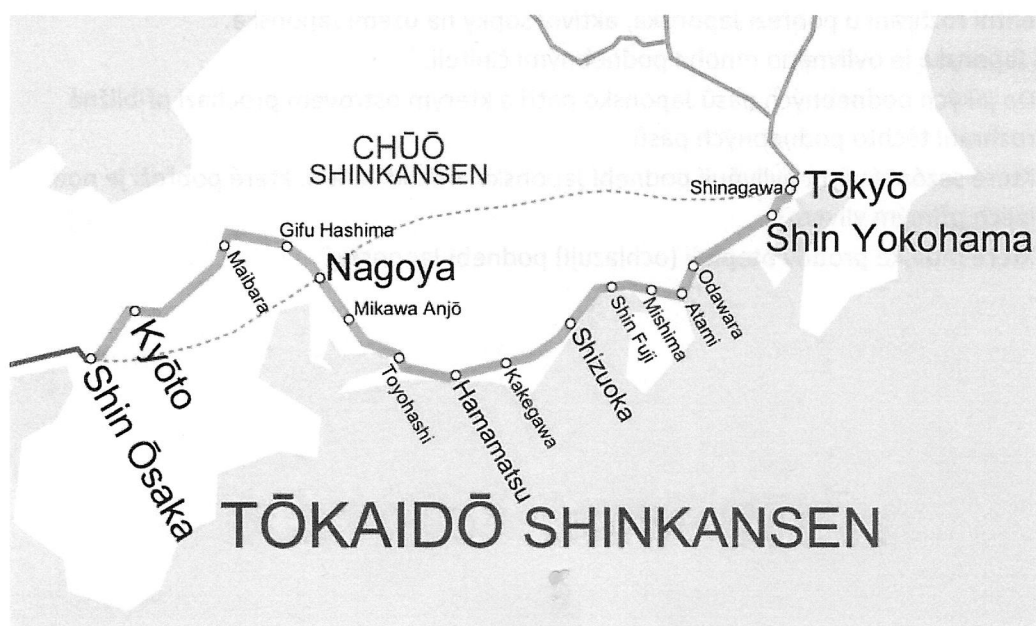 CHŪŌ
SHINKANSEN
Shinagawa
Tōkyō
Shin Yokohama
Gifu Hashima
Nagoya
Maibara
Mikawa Anjō
Kyōto
Shin Ōsaka
Toyohashi
Hamamatsu
Kakegawa
Shizuoka
Shin Fuji
Mishima
Atami
Odawara
TŌKAIDŌ SHINKANSEN